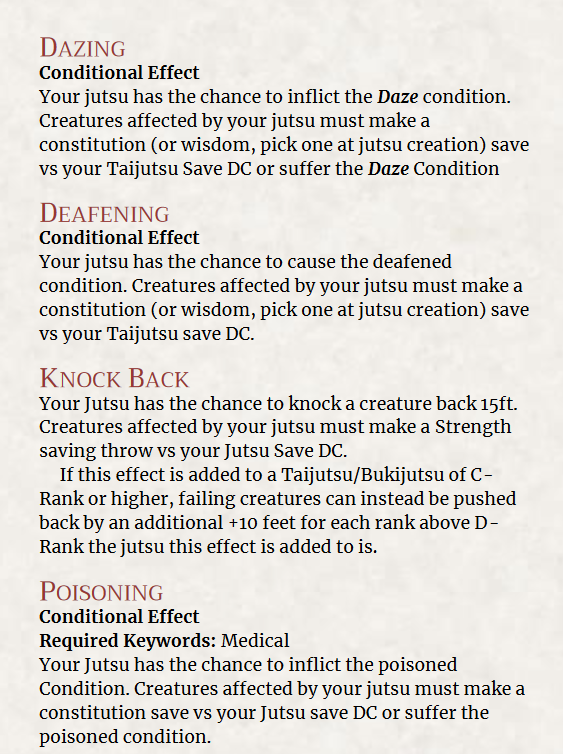 DAZING
Conditional Effect
Your jutsu has the chance to inflict the Daze condition.
Creatures affected by your jutsu must make a
constitution (or wisdom, pick one at jutsu creation) save
vs your Taijutsu Save DC or suffer the Daze Condition
DEAFENING
Conditional Effect
Your jutsu has the chance to cause the deafened
condition. Creatures affected by your jutsu must make a
constitution (or wisdom, pick one at jutsu creation) save
vs your Taijutsu save DC.
KNOCK BACK
Your Jutsu has the chance to knock a creature back 15ft.
Creatures affected by your jutsu must make a Strength
saving throw vs your Jutsu Save DC.
If this effect is added to a Taijutsu/Bukijutsu of C-
Rank or higher, failing creatures can instead be pushed
back by an additional +10 feet for each rank above D-
Rank the jutsu this effect is added to is.
POISONING
Conditional Effect
Required Keywords: Medical
Your Jutsu has the chance to inflict the poisoned
Condition. Creatures affected by your jutsu must make a
constitution save vs your Jutsu save DC or suffer the
poisoned condition.